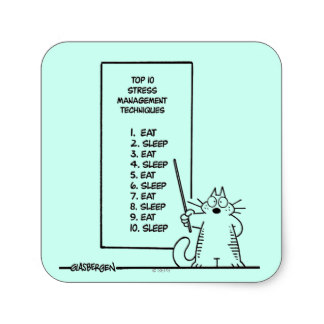 TOP 10
STRESS
MANAGEMENT
TECHNIQUES
1. EAT
2. SLEEP
3. EAT
4. SLEEP
5. EAT
6. SLEEP
7. EAT
8. SLEEP
9. EAT
10. SLEEP
GLASBERGEN